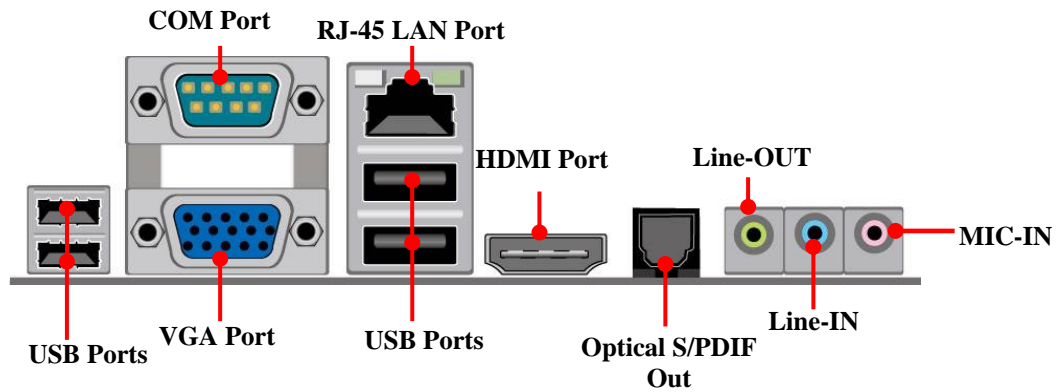 COM Port
RJ-45 LAN Port
HDMI Port
Line-OUT
MIC-IN
USB Ports
VGA Port
USB Ports
Optical S/PDIF
Out
Line-IN